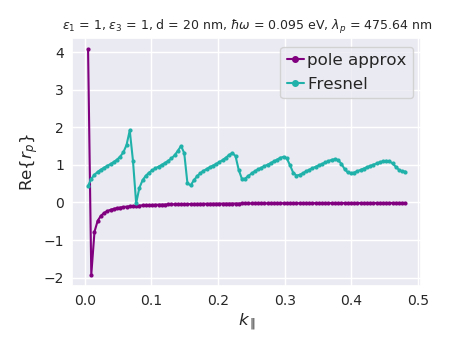 ε₁ = 1, ε₃ = 1, d = 20 nm, ħω = 0.095 eV, λₚ = 475.64 nm
pole approx
Fresnel
Re{rₚ}
4
3
2
1
0
−1
−2
0.0 0.1 0.2 0.3 0.4 0.5
k∥